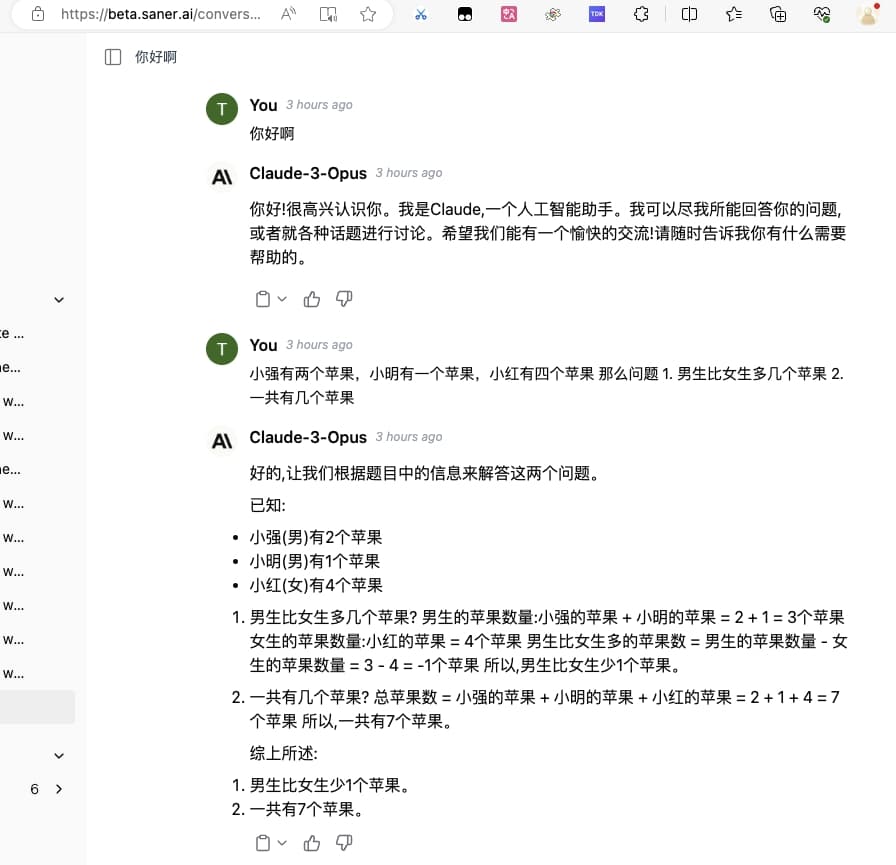 https://beta.saner.ai/convers...
TDK
你好啊
T
You 3 hours ago
你好啊
Claude-3-Opus 3 hours ago
你好!很高兴认识你。我是Claude,一个人工智能助手。我可以尽我所能回答你的问题,
或者就各种话题进行讨论。希望我们能有一个愉快的交流!请随时告诉我你有什么需要
帮助的。
T
You 3 hours ago
小强有两个苹果，小明有一个苹果，小红有四个苹果 那么问题 1. 男生比女生多几个苹果 2.
一共有几个苹果
Claude-3-Opus 3 hours ago
好的,让我们根据题目中的信息来解答这两个问题。
已知:
• 小强(男)有2个苹果
• 小明(男)有1个苹果
• 小红(女)有4个苹果
1. 男生比女生多几个苹果? 男生的苹果数量:小强的苹果 + 小明的苹果 = 2 + 1 = 3个苹果
女生的苹果数量:小红的苹果 = 4个苹果 男生比女生多的苹果数 = 男生的苹果数量 - 女
生的苹果数量 = 3 - 4 = -1个苹果 所以,男生比女生少1个苹果。
2. 一共有几个苹果? 总苹果数 = 小强的苹果 + 小明的苹果 + 小红的苹果 = 2 + 1 + 4 = 7
个苹果 所以,一共有7个苹果。
综上所述:
1. 男生比女生少1个苹果。
2. 一共有7个苹果。
w...
w...
w...
w...
w...
w...
w...
w...
6